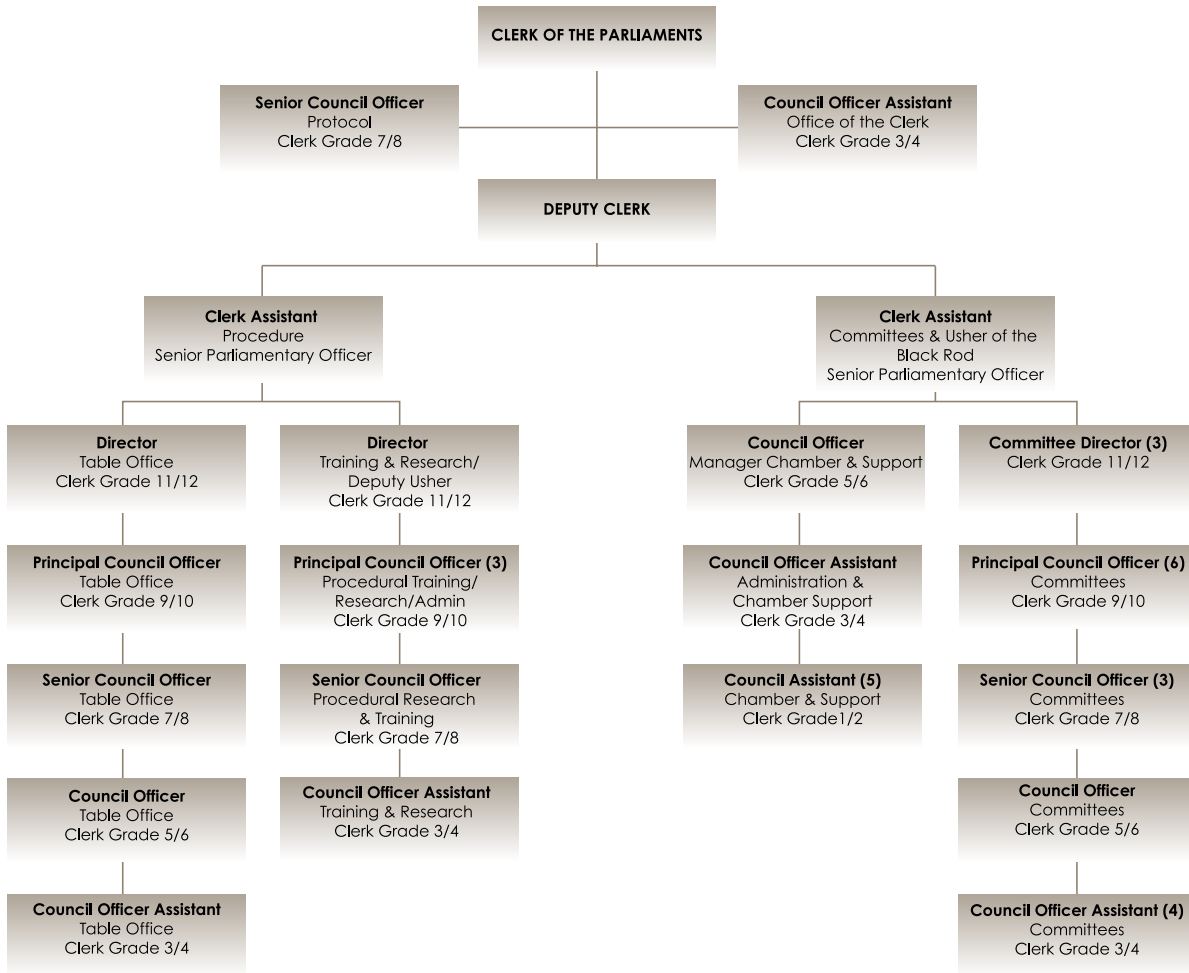 CLERK OF THE PARLIAMENTS
Senior Council Officer
Protocol
Clerk Grade 7/8
Council Officer Assistant
Office of the Clerk
Clerk Grade 3/4
DEPUTY CLERK
Clerk Assistant
Procedure
Senior Parliamentary Officer
Clerk Assistant
Committees & Usher of the
Black Rod
Senior Parliamentary Officer
Director
Table Office
Clerk Grade 11/12
Director
Training & Research/
Deputy Usher
Clerk Grade 11/12
Council Officer
Manager Chamber & Support
Clerk Grade 5/6
Committee Director (3)
Clerk Grade 11/12
Principal Council Officer
Table Office
Clerk Grade 9/10
Principal Council Officer (3)
Procedural Training/
Research/Admin
Clerk Grade 9/10
Council Officer Assistant
Administration &
Chamber Support
Clerk Grade 3/4
Principal Council Officer (6)
Committees
Clerk Grade 9/10
Senior Council Officer
Table Office
Clerk Grade 7/8
Senior Council Officer
Procedural Research
& Training
Clerk Grade 7/8
Council Assistant (5)
Chamber & Support
Clerk Grade1/2
Senior Council Officer (3)
Committees
Clerk Grade 7/8
Council Officer
Table Office
Clerk Grade 5/6
Council Officer Assistant
Training & Research
Clerk Grade 3/4
Council Officer
Committees
Clerk Grade 5/6
Council Officer Assistant
Table Office
Clerk Grade 3/4
Council Officer Assistant (4)
Committees
Clerk Grade 3/4